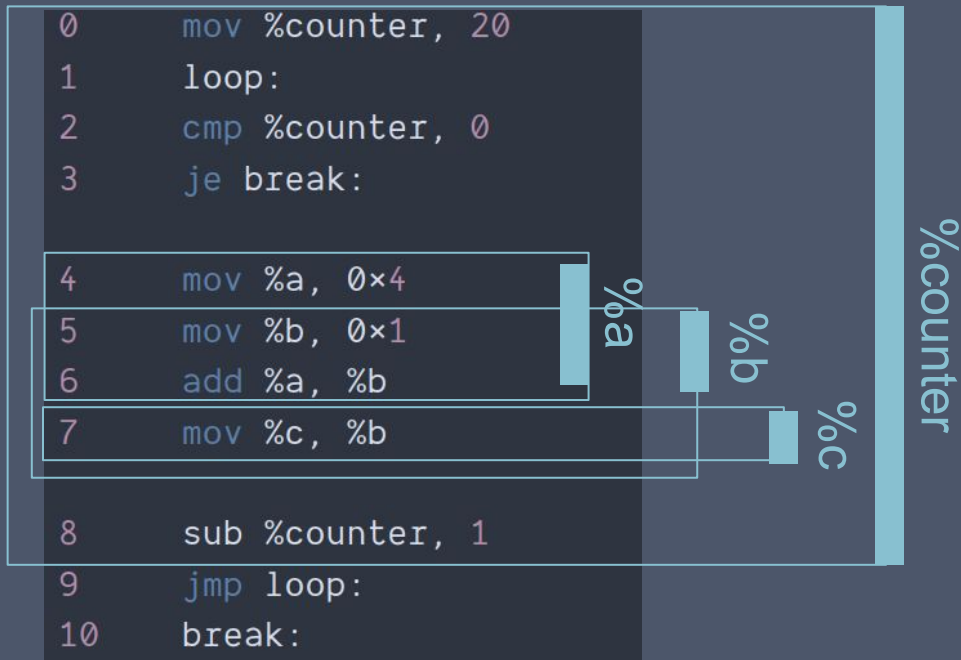 0 mov %counter, 20
1 loop:
2 cmp %counter, 0
3 je break:
4 mov %a, 0×4
5 mov %b, 0×1
6 add %a, %b
7 mov %c, %b
8 sub %counter, 1
9 jmp loop:
10 break:
%a
%b
%c
%counter